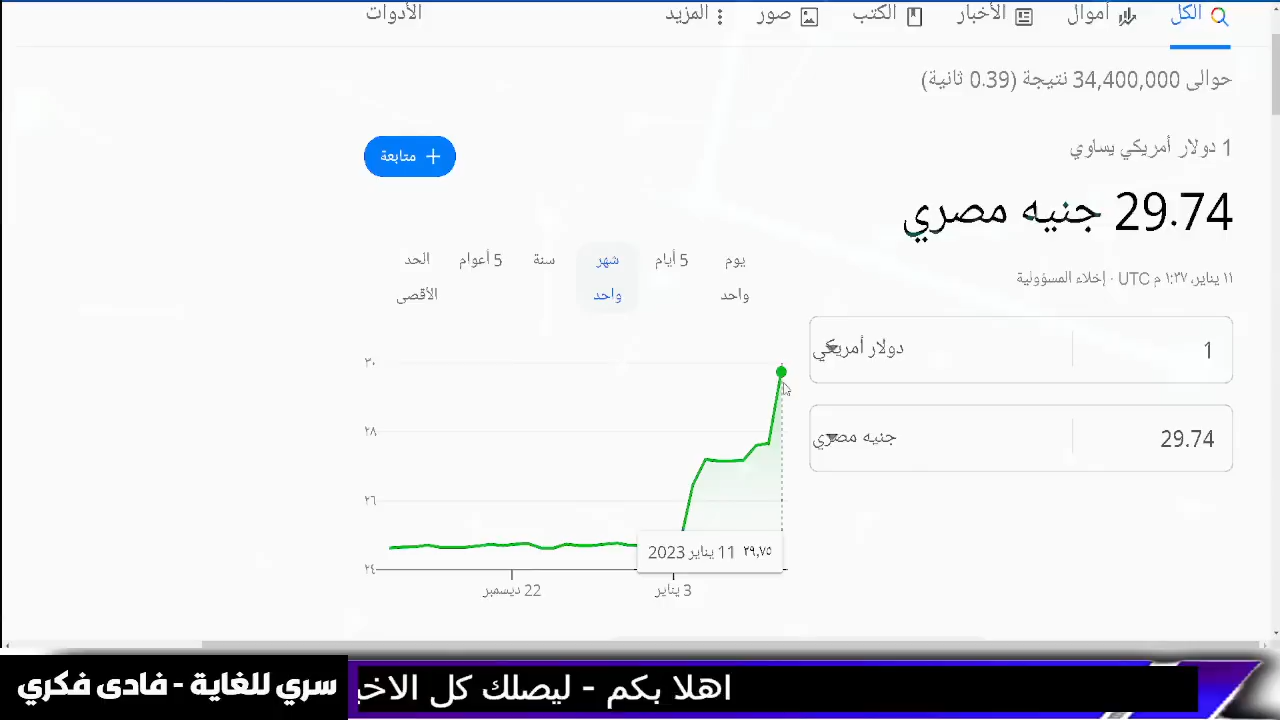 الكل أموال الأخبار الكتب صور المزيد الأدوات
حوالى 34,400,000 نتيجة (0.39 ثانية)
1 دولار أمريكي يساوي
متابعة
29.74 جنيه مصري
١١ يناير، ١:٣٧ م UTC · إخلاء المسؤولية
يوم واحد
5 أيام
شهر واحد
سنة
5 أعوام
الحد الأقصى
1 دولار أمريكي
29.74 جنيه مصري
٣٠
٢٨
٢٦
٢٤
٢٩,٧٥ 11 يناير 2023
22 ديسمبر
3 يناير
اهلا بكم - ليصلك كل
سري للغاية - فادى فكري